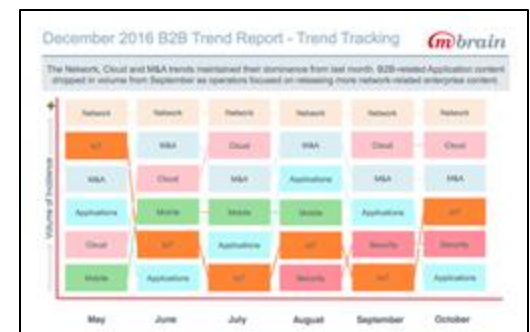 December 2016 B2B Trend Report - Trend Tracking
mbrain
The Network, Cloud and M&A trends maintained their dominance from last month. B2B-related Application content
dropped in volume from September as operators focused on releasing more network-related enterprise content.
Volume of Incidence
Network Network Network Network Network Network
IoT M&A Cloud M&A Cloud Cloud
M&A Cloud M&A Applications M&A M&A
Applications Mobile Mobile Mobile Applications IoT
Cloud IoT Applications IoT Security Security
Mobile Applications IoT Security IoT Applications
May June July August September October